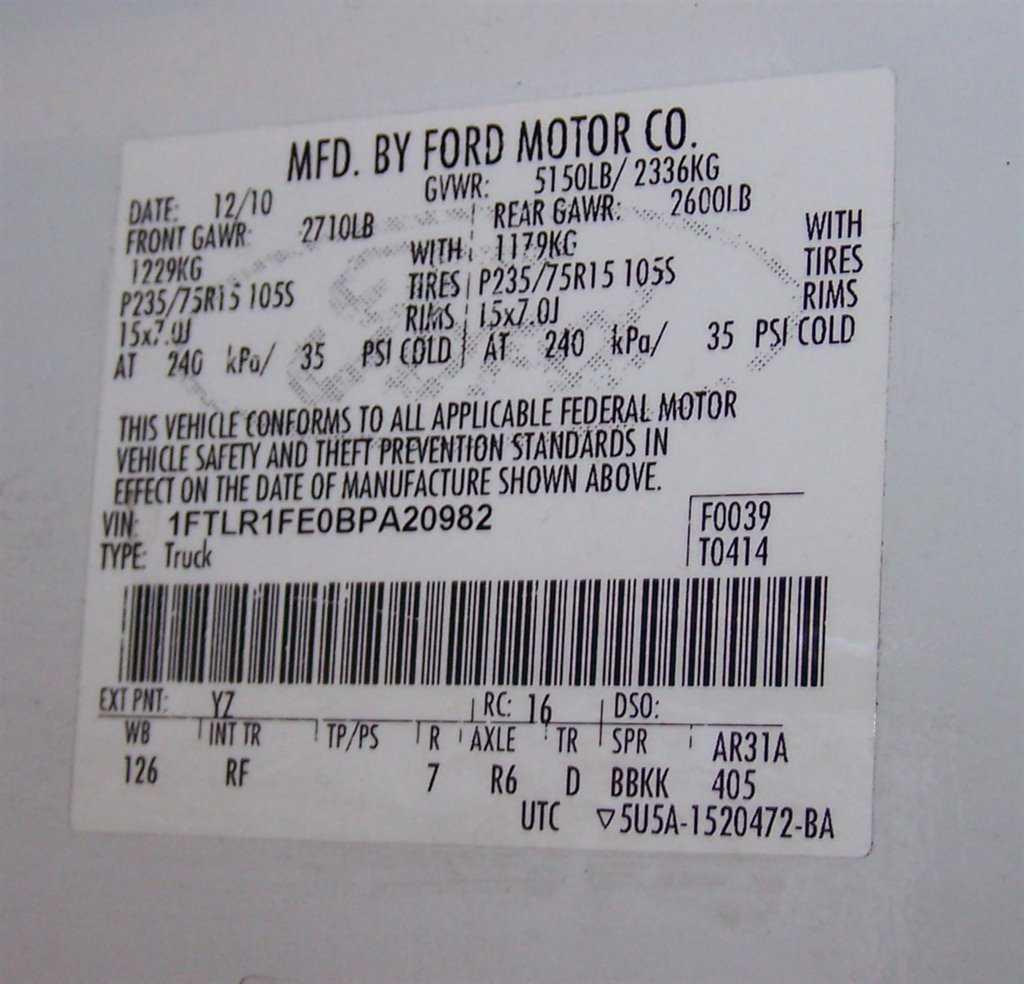 MFD. BY FORD MOTOR CO.
DATE: 12/10 GVWR: 5150LB/ 2336KG
FRONT GAWR: 2710LB REAR GAWR: 2600LB
1229KG WITH 1179KG WITH
P235/75R15 105S TIRES P235/75R15 105S TIRES
15x7.0J RIMS 15x7.0J RIMS
AT 240 kPa/ 35 PSI COLD AT 240 kPa/ 35 PSI COLD
THIS VEHICLE CONFORMS TO ALL APPLICABLE FEDERAL MOTOR
VEHICLE SAFETY AND THEFT PREVENTION STANDARDS IN
EFFECT ON THE DATE OF MANUFACTURE SHOWN ABOVE.
VIN: 1FTLR1FE0BPA20982 F0039
TYPE: Truck T0414
EXT PNT: YZ RC: 16 DSO:
WB INT TR TP/PS R AXLE TR SPR AR31A
126 RF 7 R6 D BBKK 405
UTC ▽5U5A-1520472-BA